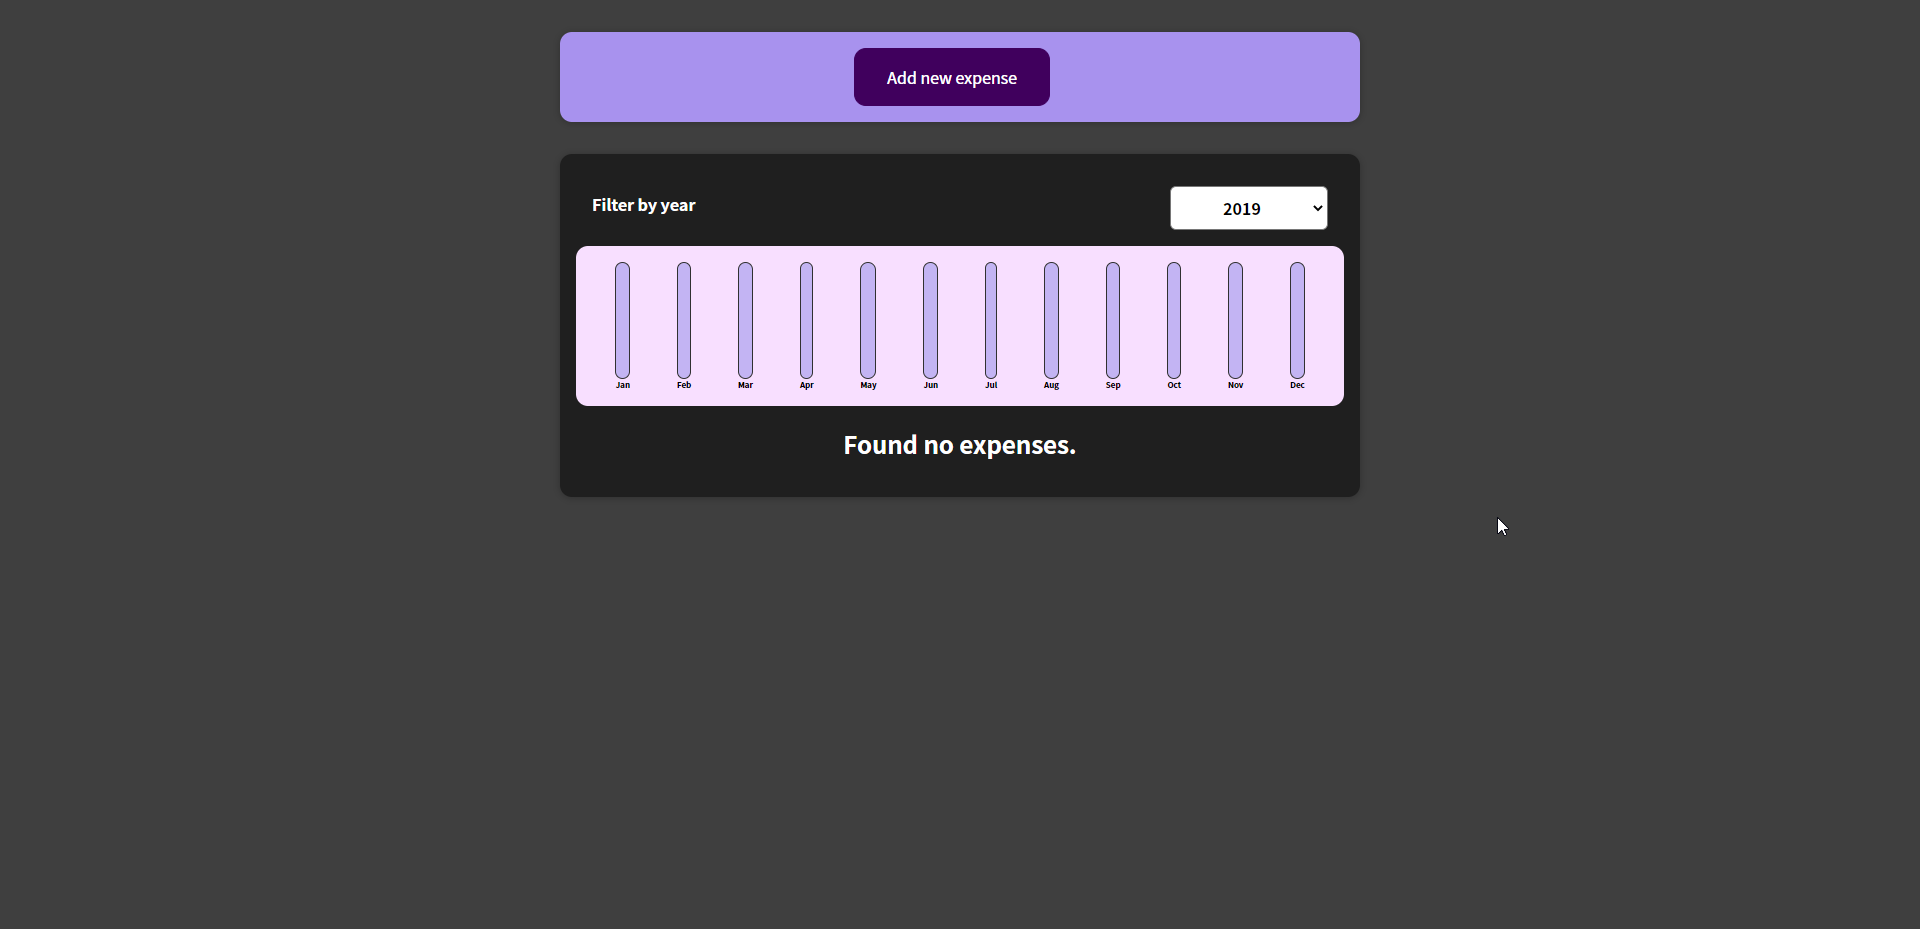 Add new expense
Filter by year
2019
Jan Feb Mar Apr May Jun Jul Aug Sep Oct Nov Dec
Found no expenses.